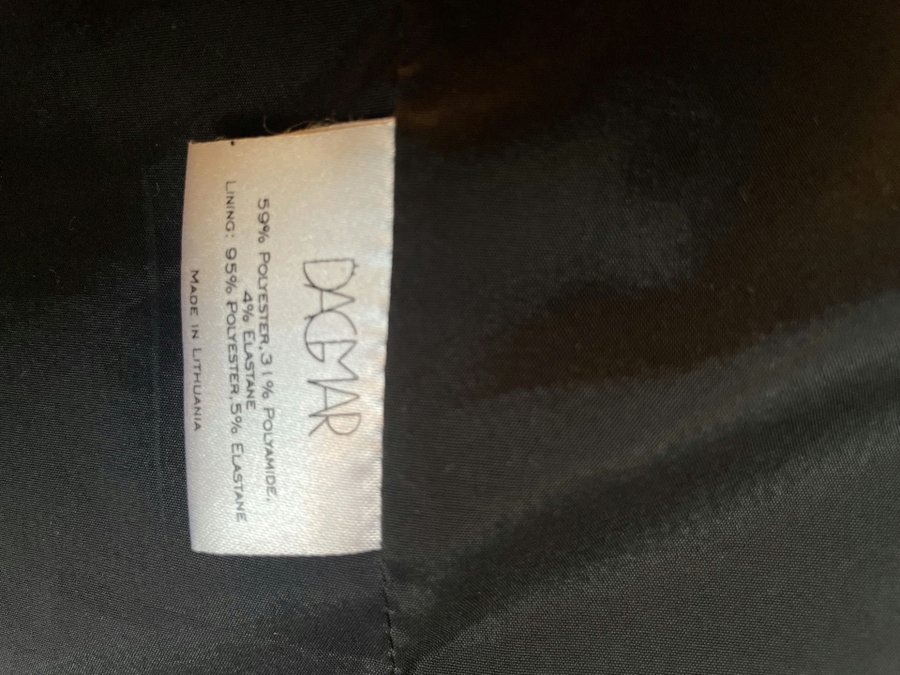 DAGMAR
59% POLYESTER, 31% POLYAMIDE,
4% ELASTANE
LINING: 95% POLYESTER, 5% ELASTANE
MADE IN LITHUANIA